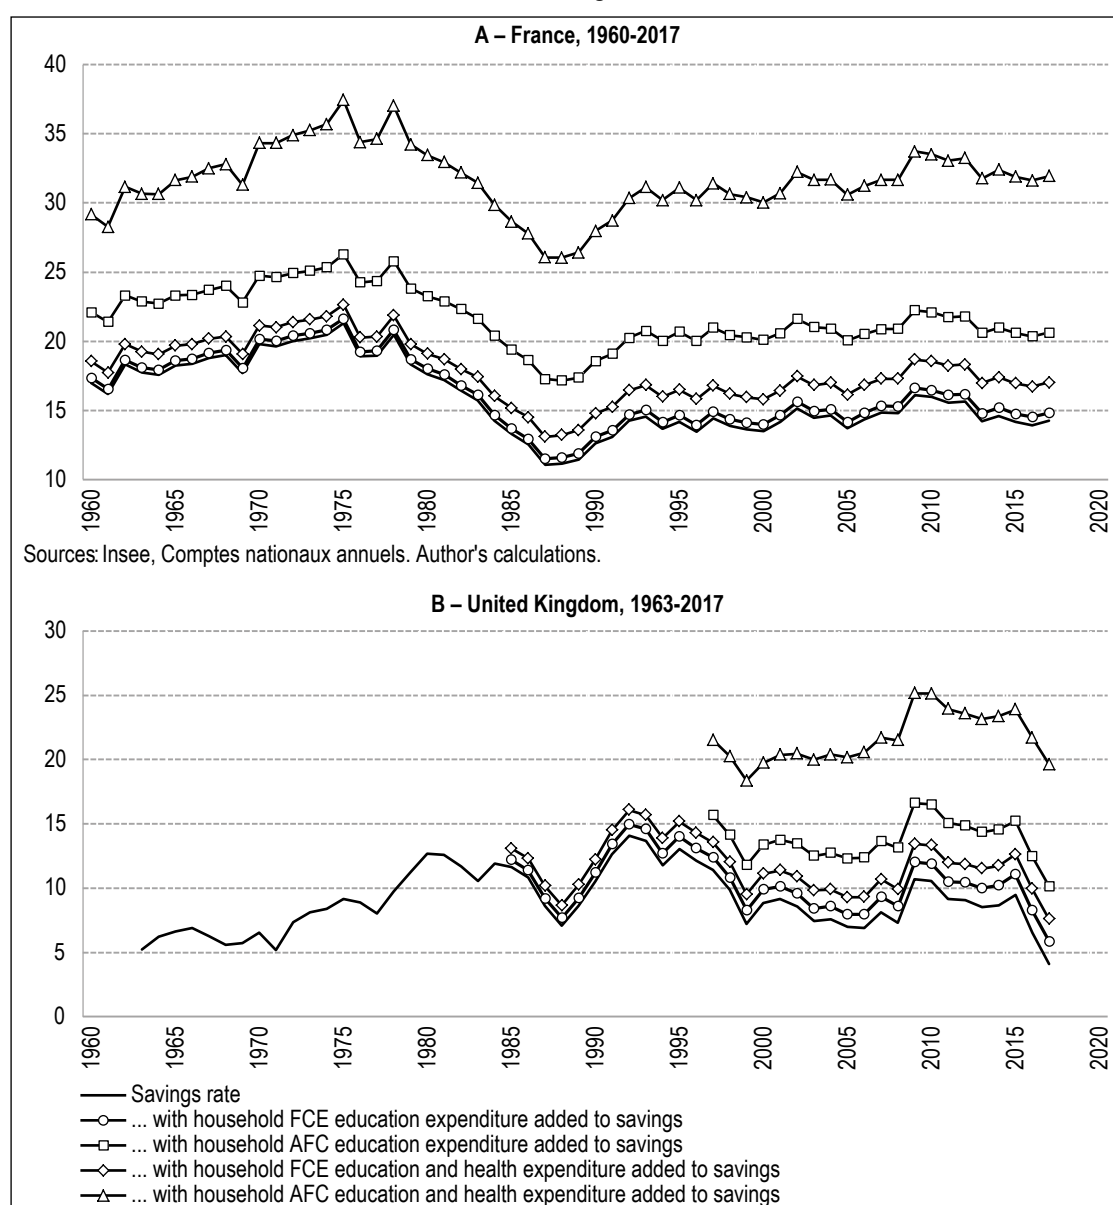 A – France, 1960-2017
40
35
30
25
20
15
10
1960 1965 1970 1975 1980 1985 1990 1995 2000 2005 2010 2015 2020
Sources: Insee, Comptes nationaux annuels. Author's calculations.
B – United Kingdom, 1963-2017
30
25
20
15
10
5
0
1960 1965 1970 1975 1980 1985 1990 1995 2000 2005 2010 2015 2020
Savings rate
... with household FCE education expenditure added to savings
... with household AFC education expenditure added to savings
... with household FCE education and health expenditure added to savings
... with household AFC education and health expenditure added to savings